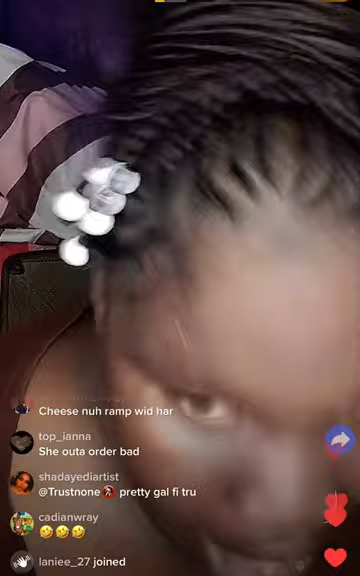 Cheese nuh ramp wid har
top_ianna
She outa order bad
shadayediartist
@Trustnone 🚷 pretty gal fi tru
cadianwray
🤣🤣🤣
laniee_27 joined